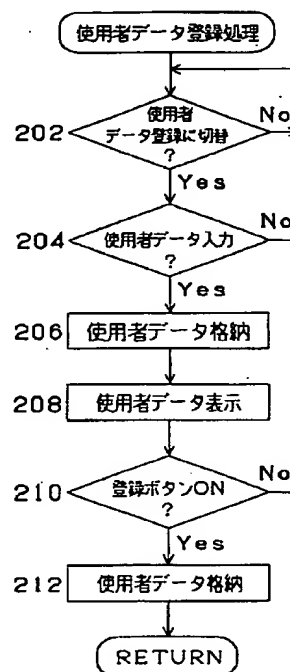 使用者データ登録処理
使用者
No
202
データ登録に切替
?
Yes
No
204
使用者データ入力
?
Yes
206
使用者データ格納
208
使用者データ表示
No
210
登録ボタンON
?
Yes
212
使用者データ格納
RETURN